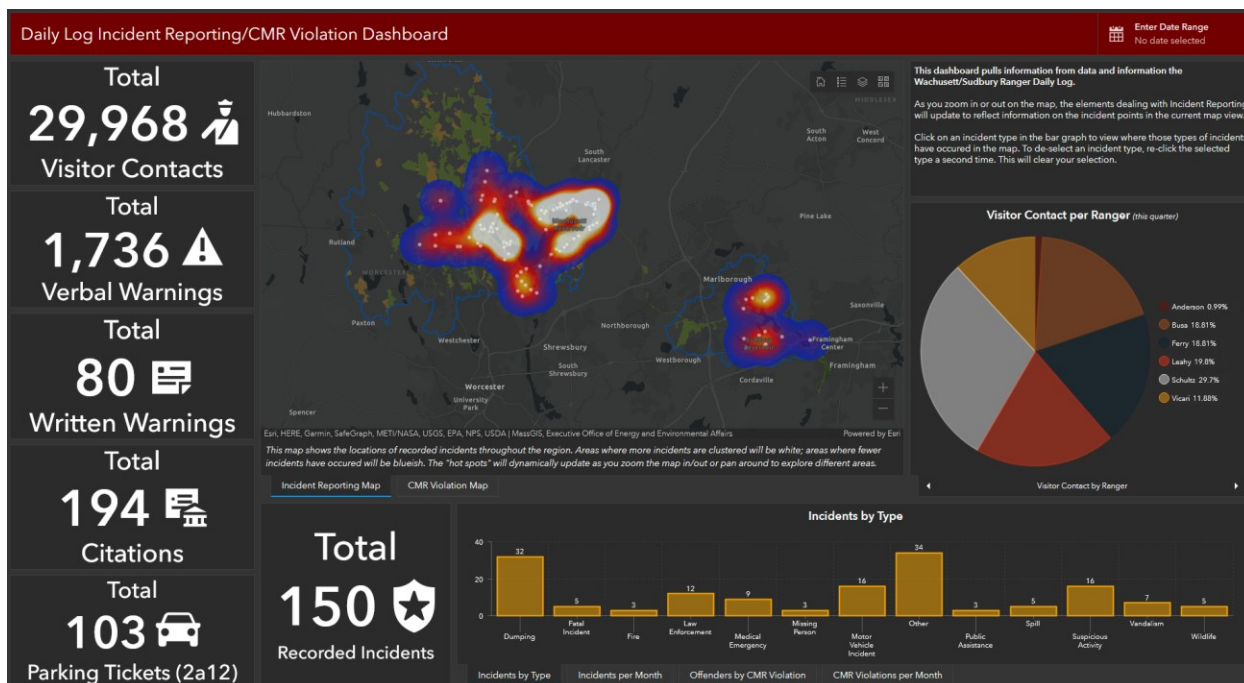 Daily Log Incident Reporting/CMR Violation Dashboard
Enter Date Range
No date selected
Total
29,968
Visitor Contacts
Total
1,736
Verbal Warnings
Total
80
Written Warnings
Total
194
Citations
Total
103
Parking Tickets (2a12)
Hubbardston
MIDDLESEX
South
Acton
West
Concord
South
Lancaster
Pine Lake
Rutland
WORCESTER
Marlborough
Saxonville
Paxton
Northborough
Westchester
Shrewsbury
Framingham
Center
Westborough
Framingham
South
Shrewsbury
Cordaville
Worcester
University
Park
Spencer
Esri, HERE, Garmin, SafeGraph, METI/NASA, USGS, EPA, NPS, USDA | MassGIS, Executive Office of Energy and Environmental Affairs
Powered by Esri
This map shows the locations of recorded incidents throughout the region. Areas where more incidents are clustered will be white; areas where fewer
incidents have occured will be blueish. The "hot spots" will dynamically update as you zoom the map in/out or pan around to explore different areas.
Incident Reporting Map
CMR Violation Map
This dashboard pulls information from data and information the
Wachusett/Sudbury Ranger Daily Log.
As you zoom in or out on the map, the elements dealing with Incident Reporting
will update to reflect information on the incident points in the current map view.
Click on an incident type in the bar graph to view where those types of incidents
have occured in the map. To de-select an incident type, re-click the selected
type a second time. This will clear your selection.
Visitor Contact per Ranger (this quarter)
Anderson 0.99%
Busa 18.81%
Ferry 18.81%
Leahy 19.8%
Schultz 29.7%
Vicari 11.88%
Visitor Contact by Ranger
Total
150
Recorded Incidents
Incidents by Type
40
20
0
32
5
3
12
9
3
16
34
3
5
16
7
5
Dumping
Fatal
Incident
Fire
Law
Enforcement
Medical
Emergency
Missing
Person
Motor
Vehicle
Incident
Other
Public
Assistance
Spill
Suspicious
Activity
Vandalism
Wildlife
Incidents by Type
Incidents per Month
Offenders by CMR Violation
CMR Violations per Month